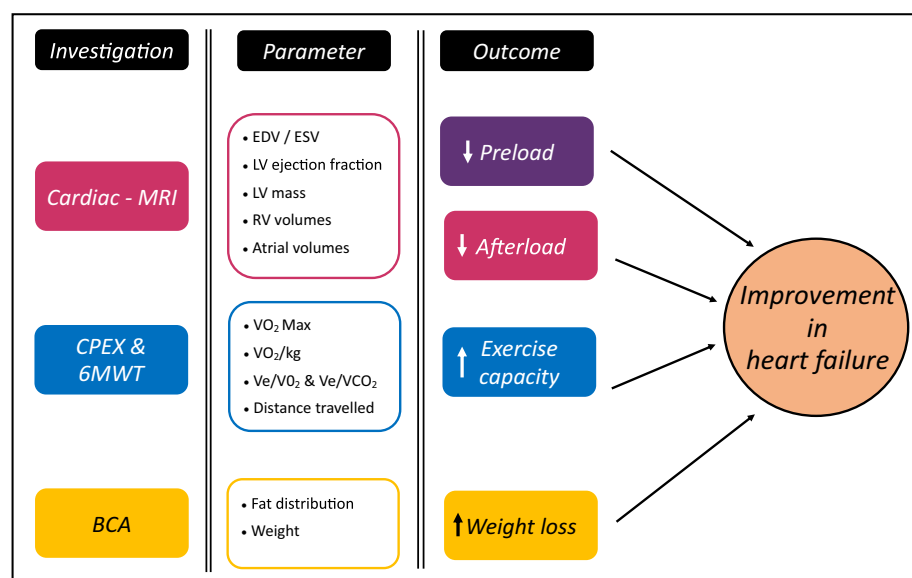 Investigation
Parameter
Outcome
Cardiac - MRI
• EDV / ESV
• LV ejection fraction
• LV mass
• RV volumes
• Atrial volumes
↓ Preload
↓ Afterload
CPEX &
6MWT
• VO₂ Max
• VO₂/kg
• Ve/V0₂ & Ve/VCO₂
• Distance travelled
↑ Exercise
capacity
BCA
• Fat distribution
• Weight
↑ Weight loss
Improvement
in
heart failure